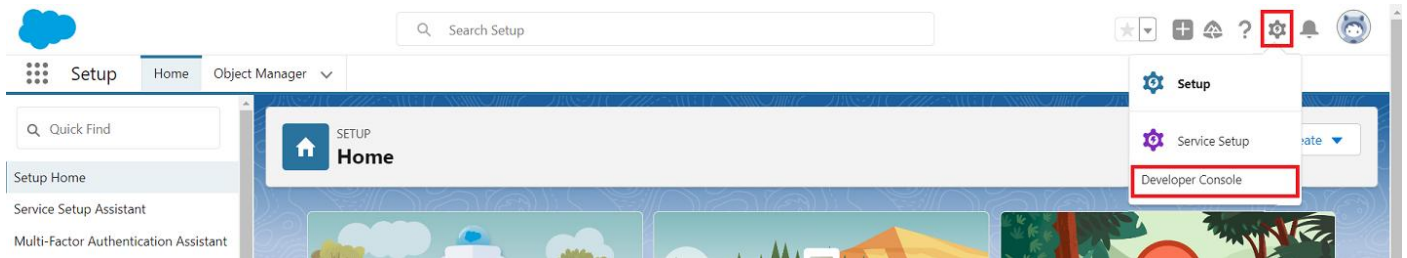 Search Setup
?
Setup
Home
Object Manager
Setup
Quick Find
SETUP
Home
Service Setup
eate
Setup Home
Developer Console
Service Setup Assistant
Multi-Factor Authentication Assistant